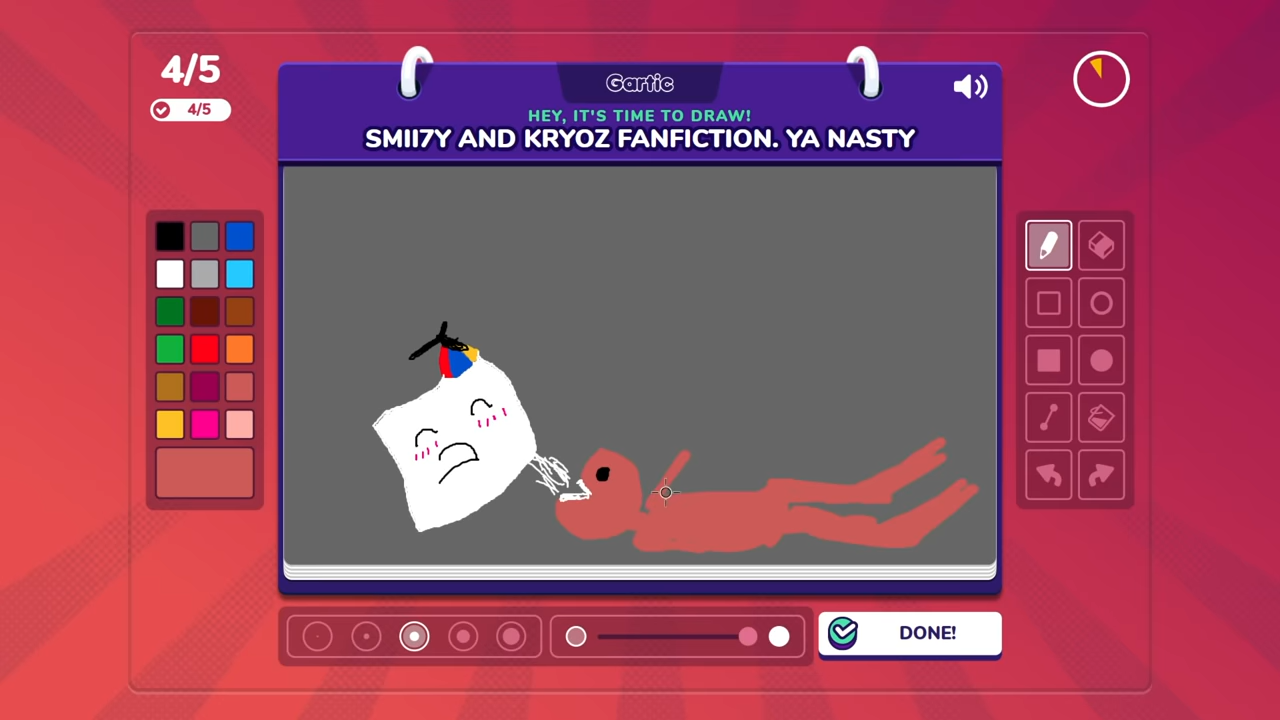 4/5
4/5
Gartic
HEY, IT'S TIME TO DRAW!
SMII7Y AND KRYOZ FANFICTION. YA NASTY
DONE!